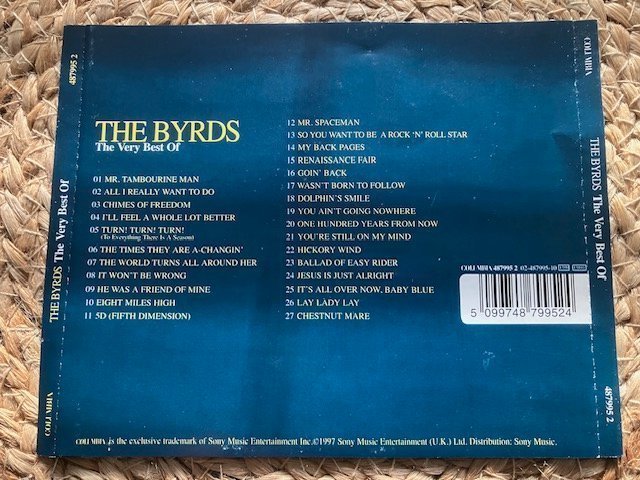 487995 2
THE BYRDS The Very Best Of
COLUMBIA
THE BYRDS
The Very Best Of
01 MR. TAMBOURINE MAN
02 ALL I REALLY WANT TO DO
03 CHIMES OF FREEDOM
04 I'LL FEEL A WHOLE LOT BETTER
05 TURN! TURN! TURN!
(To Everything There Is A Season)
06 THE TIMES THEY ARE A-CHANGIN'
07 THE WORLD TURNS ALL AROUND HER
08 IT WON'T BE WRONG
09 HE WAS A FRIEND OF MINE
10 EIGHT MILES HIGH
11 5D (FIFTH DIMENSION)
12 MR. SPACEMAN
13 SO YOU WANT TO BE A ROCK 'N' ROLL STAR
14 MY BACK PAGES
15 RENAISSANCE FAIR
16 GOIN' BACK
17 WASN'T BORN TO FOLLOW
18 DOLPHIN'S SMILE
19 YOU AIN'T GOING NOWHERE
20 ONE HUNDRED YEARS FROM NOW
21 YOU'RE STILL ON MY MIND
22 HICKORY WIND
23 BALLAD OF EASY RIDER
24 JESUS IS JUST ALRIGHT
25 IT'S ALL OVER NOW, BABY BLUE
26 LAY LADY LAY
27 CHESTNUT MARE
COLUMBIA 487995 2 02-487995-10
5 099748 799524
COLUMBIA is the exclusive trademark of Sony Music Entertainment Inc.©1997 Sony Music Entertainment (U.K.) Ltd. Distribution: Sony Music.
COLUMBIA
THE BYRDS The Very Best Of
487995 2